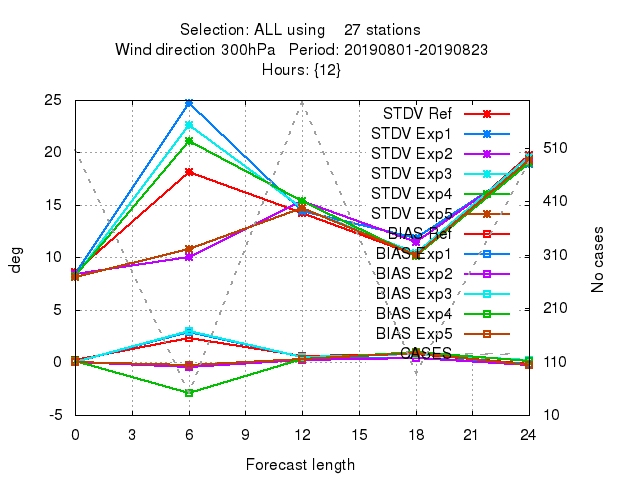 Selection: ALL using 27 stations
Wind direction 300hPa Period: 20190801-20190823
Hours: {12}
STDV Ref
STDV Exp1
STDV Exp2
STDV Exp3
STDV Exp4
STDV Exp5
BIAS Ref
BIAS Exp1
BIAS Exp2
BIAS Exp3
BIAS Exp4
BIAS Exp5
CASES
25
20
15
10
5
0
-5
deg
510
410
310
210
110
10
No cases
0 3 6 9 12 15 18 21 24
Forecast length